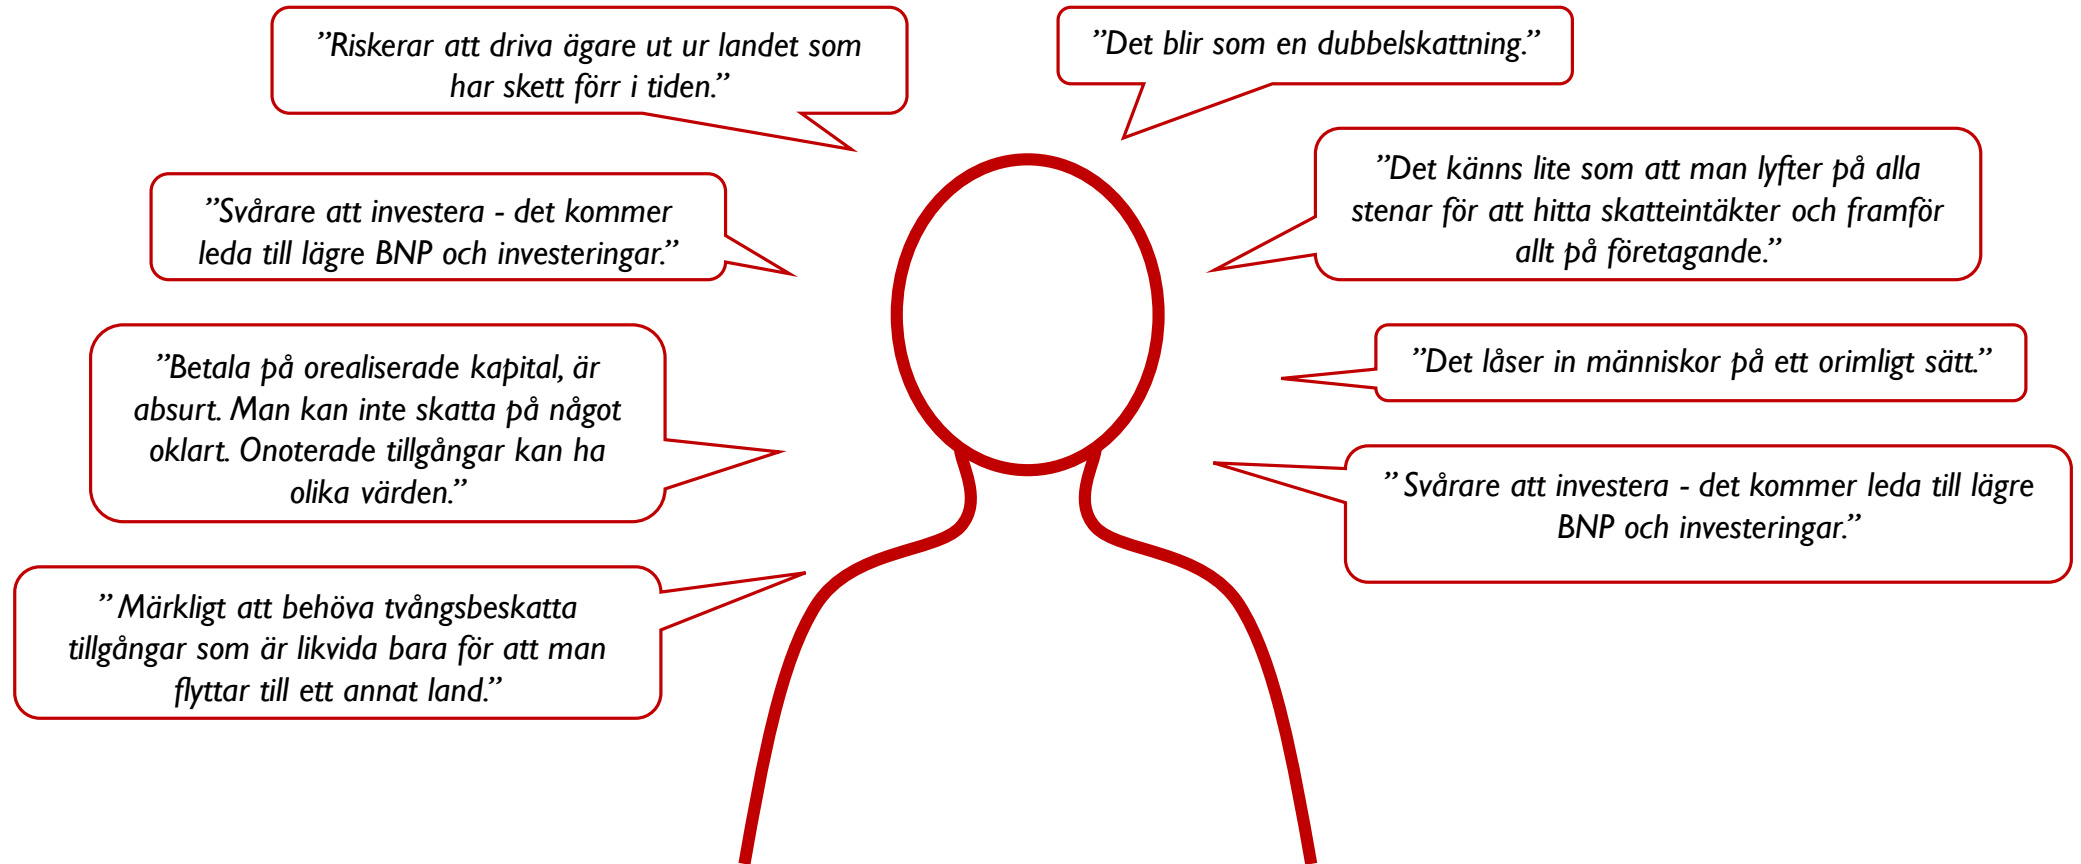 ”Riskerar att driva ägare ut ur landet som
har skett förr i tiden.”
”Det blir som en dubbelskattning.”
”Svårare att investera - det kommer
leda till lägre BNP och investeringar.”
”Det känns lite som att man lyfter på alla
stenar för att hitta skatteintäkter och framför
allt på företagande.”
”Betala på orealiserade kapital, är
absurt. Man kan inte skatta på något
oklart. Onoterade tillgångar kan ha
olika värden.”
”Det låser in människor på ett orimligt sätt.”
” Svårare att investera - det kommer leda till lägre
BNP och investeringar.”
” Märkligt att behöva tvångsbeskatta
tillgångar som är likvida bara för att man
flyttar till ett annat land.”